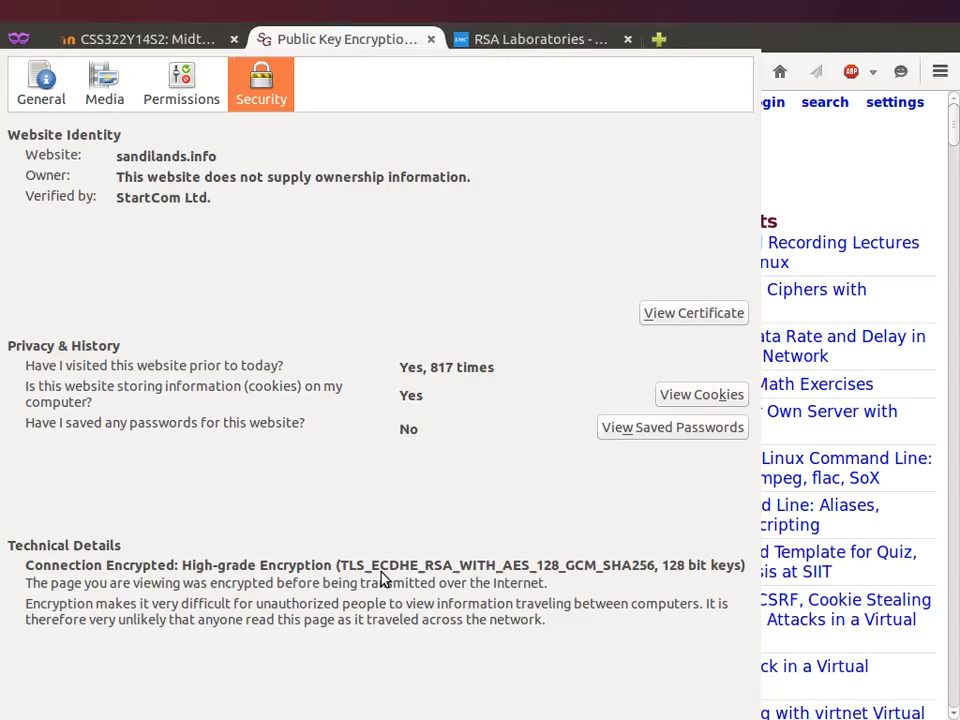 CSS322Y14S2: Midt...
Public Key Encryptio...
RSA Laboratories - ...
General
Media
Permissions
Security
ABP
ogin
search
settings
Website Identity
Website: sandilands.info
Owner: This website does not supply ownership information.
Verified by: StartCom Ltd.
View Certificate
Privacy & History
Have I visited this website prior to today? Yes, 817 times
Is this website storing information (cookies) on my
computer?
Yes
View Cookies
Have I saved any passwords for this website?
No
View Saved Passwords
Technical Details
Connection Encrypted: High-grade Encryption (TLS_ECDHE_RSA_WITH_AES_128_GCM_SHA256, 128 bit keys)
The page you are viewing was encrypted before being transmitted over the Internet.
Encryption makes it very difficult for unauthorized people to view information traveling between computers. It is
therefore very unlikely that anyone read this page as it traveled across the network.
ts
Recording Lectures
nux
Ciphers with
ata Rate and Delay in
Network
Math Exercises
r Own Server with
Linux Command Line:
mpeg, flac, SoX
d Line: Aliases,
cripting
d Template for Quiz,
sis at SIIT
CSRF, Cookie Stealing
Attacks in a Virtual
ck in a Virtual
g with virtnet Virtual